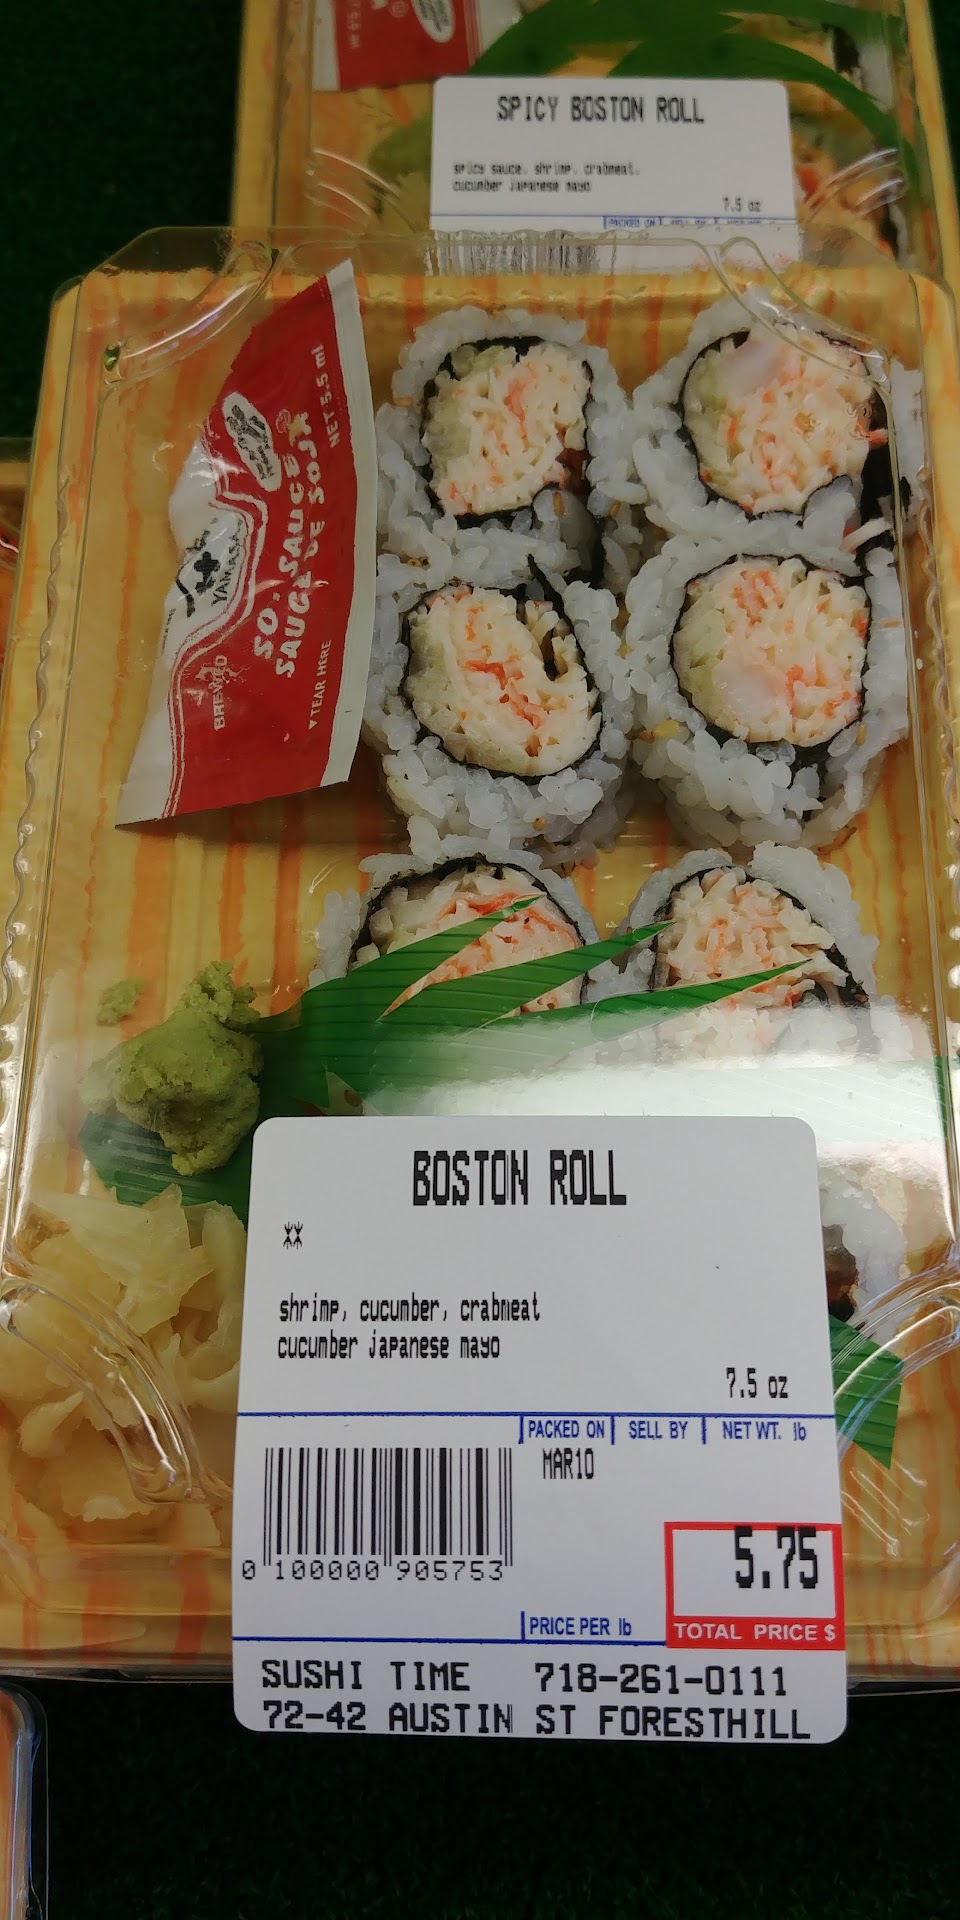 SPICY BOSTON ROLL
spicy sauce, shrimp, crabmeat,
cucumber Japanese mayo
7.5 oz
PACKED ON
NET 5.5 ml
SOY SAUCE
SAUCE DE SOJA
YAMASA
BREWED
▼TEAR HERE
BOSTON ROLL
shrimp, cucumber, crabmeat
cucumber Japanese mayo
7.5 oz
PACKED ON SELL BY NET WT. lb
MAR10
0 100000 905753
5.75
TOTAL PRICE $
PRICE PER lb
SUSHI TIME 718-261-0111
72-42 AUSTIN ST FORESTHILL